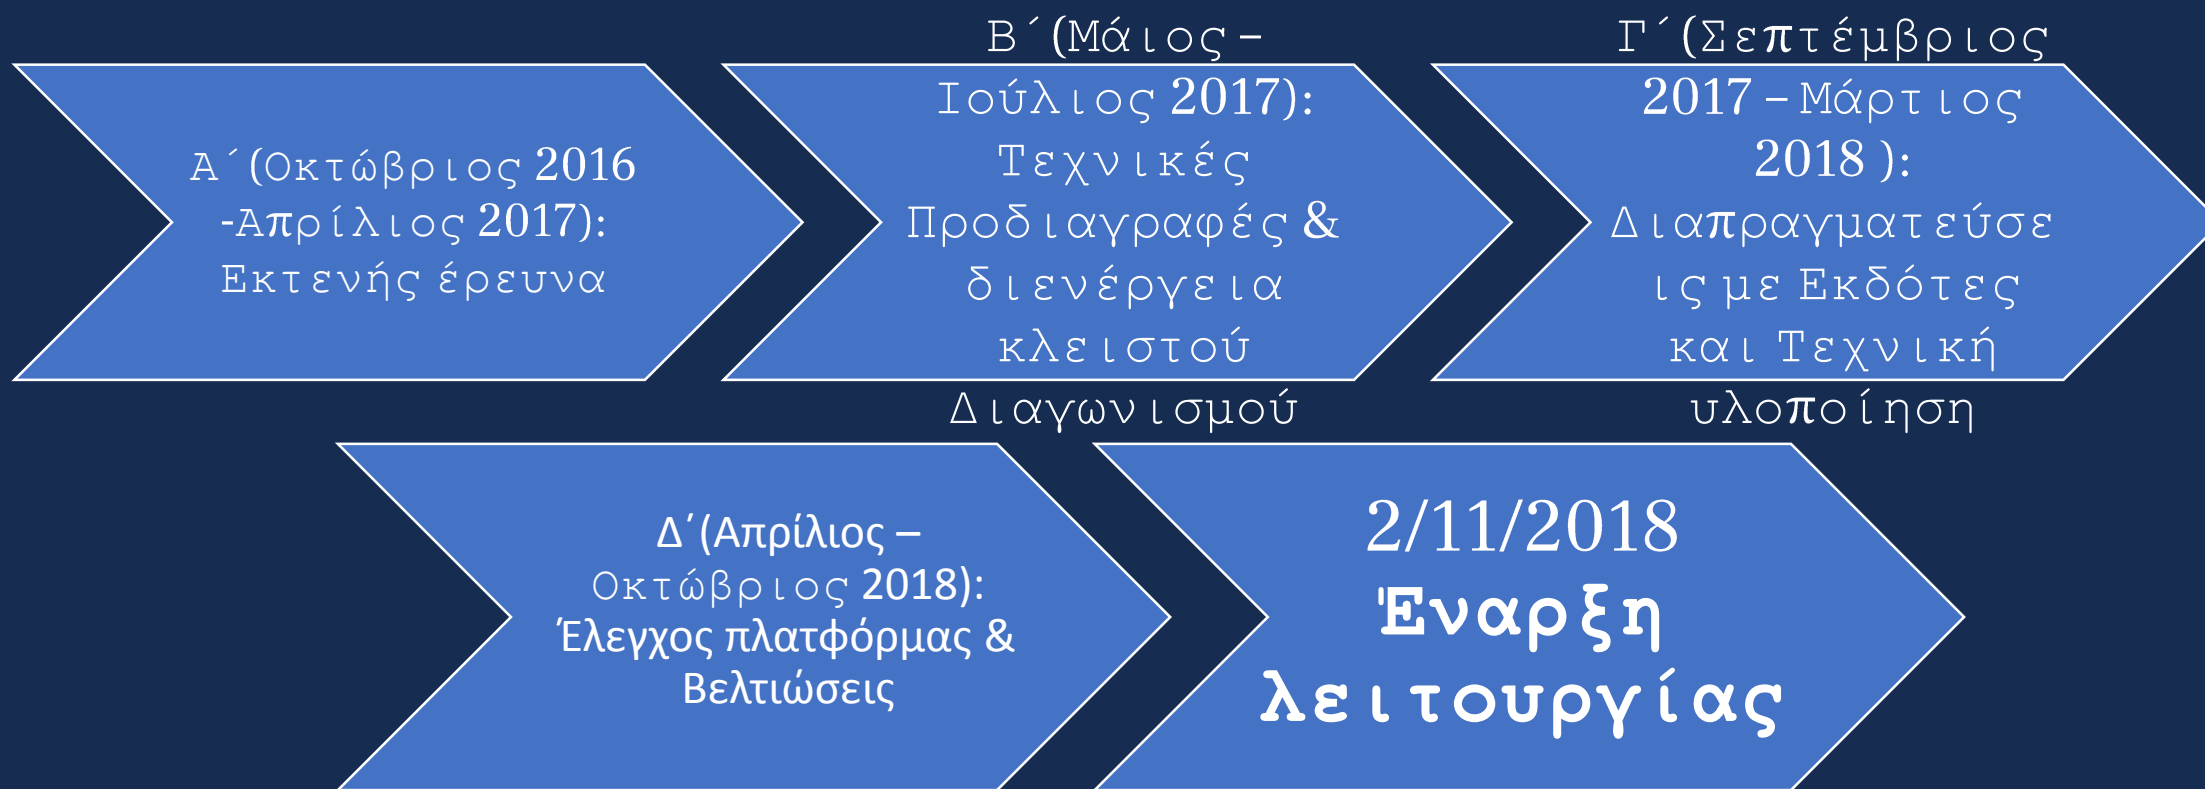 Α΄(Οκτώβριος 2016
-Απρίλιος 2017):
Εκτενής έρευνα
Β΄(Μάιος –
Ιούλιος 2017):
Τεχνικές
Προδιαγραφές &
διενέργεια
κλειστού
Διαγωνισμού
Γ΄(Σεπτέμβριος
2017 – Μάρτιος
2018 ):
Διαπραγματεύσε
ις με Εκδότες
και Τεχνική
υλοποίηση
Δ΄(Απρίλιος –
Οκτώβριος 2018):
Έλεγχος πλατφόρμας &
Βελτιώσεις
2/11/2018
Έναρξη
λειτουργίας